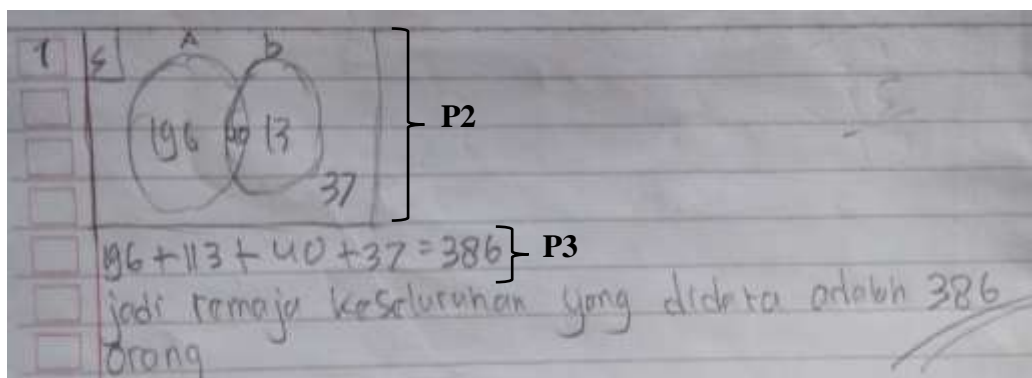 1
S
A b
196 40 13
37
P2
196 + 113 + 40 + 37 = 386
P3
jadi remaja keseluruhan yang didata adalah 386
orang